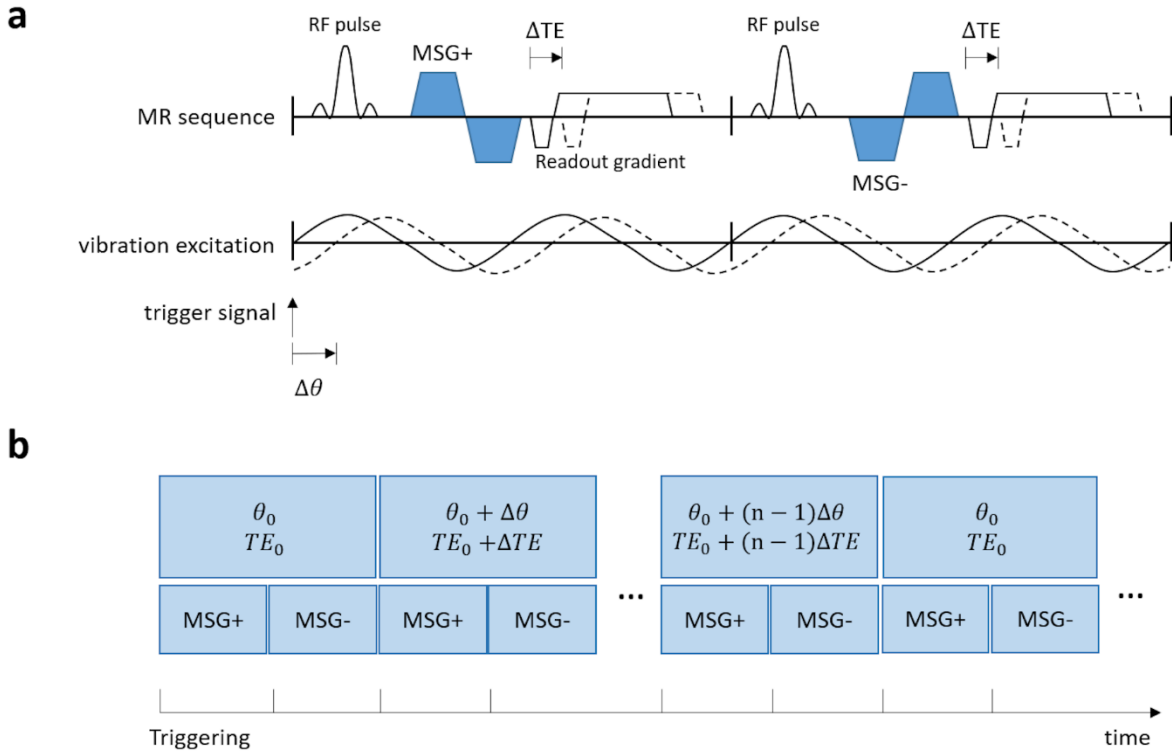 a
RF pulse
MSG+
ΔTE
RF pulse
ΔTE
MR sequence
Readout gradient
MSG-
vibration excitation
trigger signal
Δθ
b
θ₀
TE₀
θ₀ + Δθ
TE₀ +ΔTE
θ₀ + (n − 1)Δθ
TE₀ + (n − 1)ΔTE
θ₀
TE₀
MSG+ MSG- MSG+ MSG- ... MSG+ MSG- MSG+ MSG- ...
Triggering time